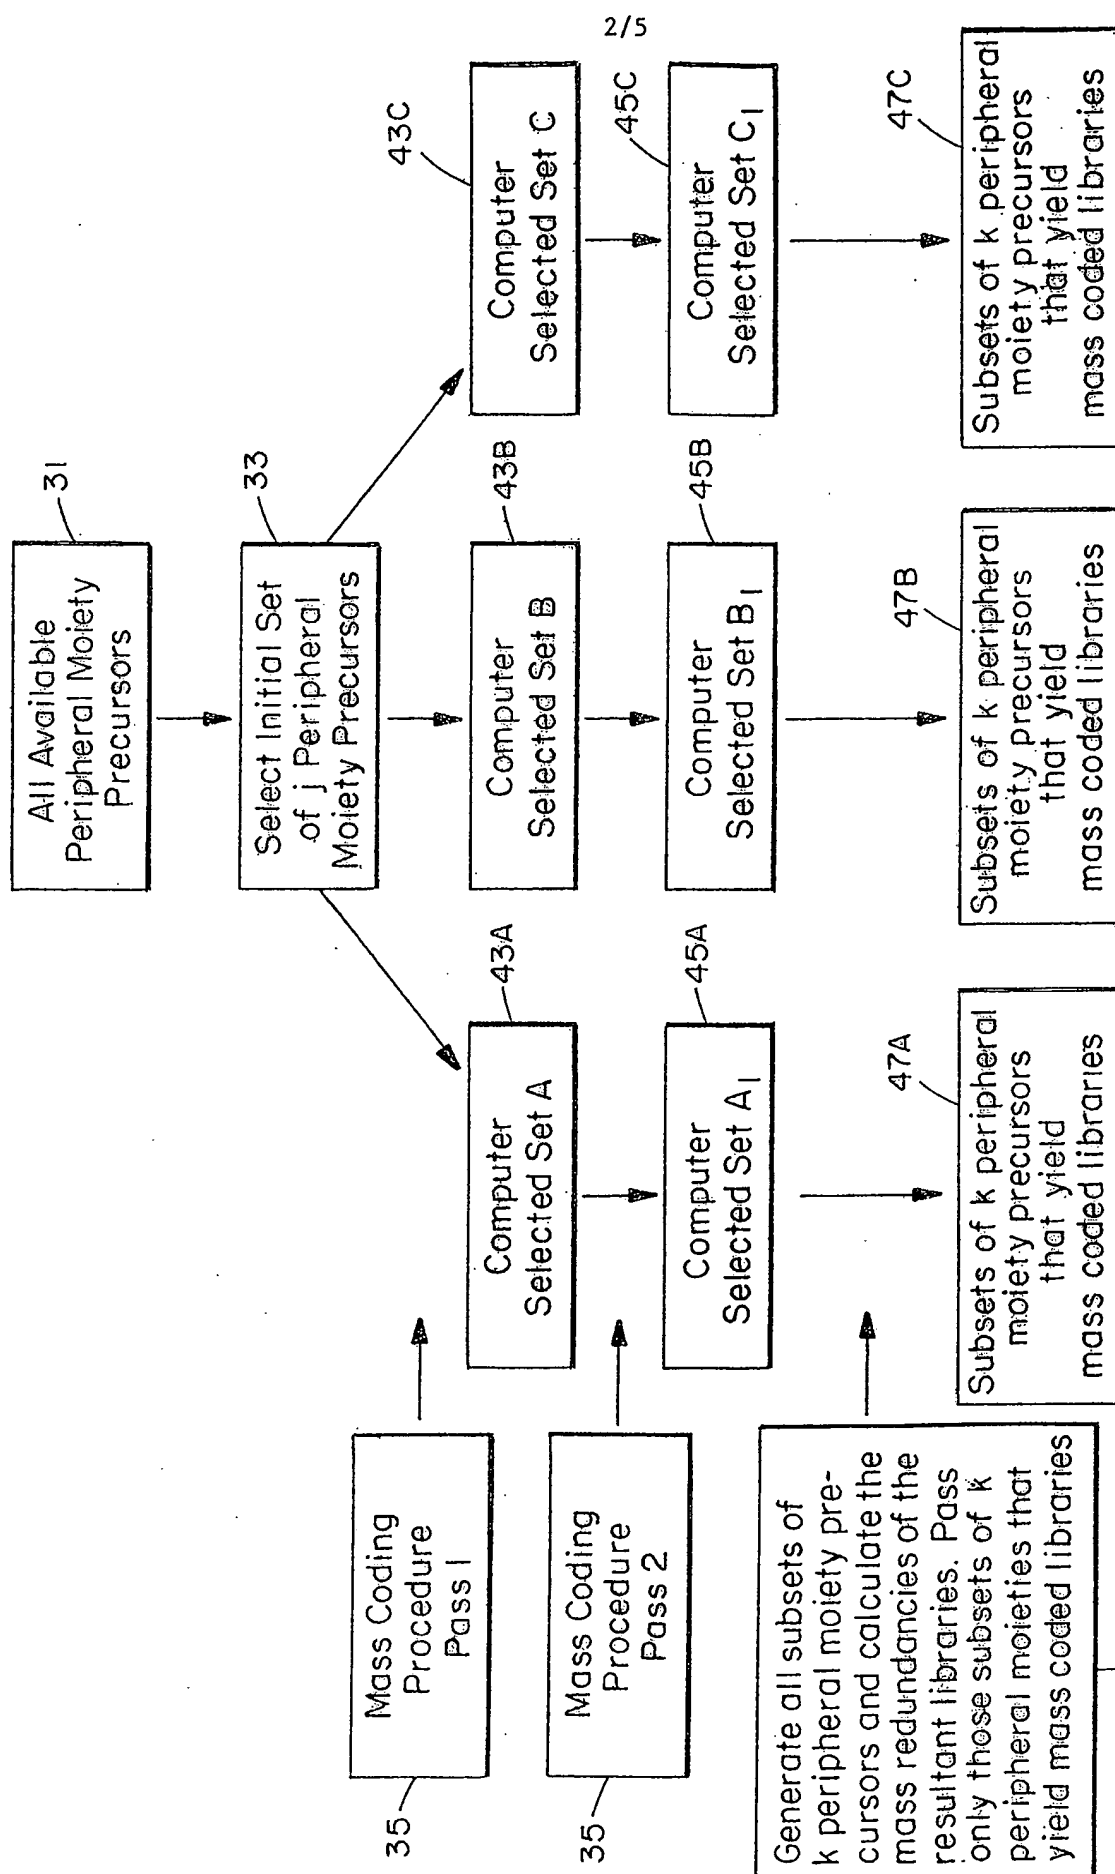 2/5
All Available
Peripheral Moiety
Precursors
31
Select Initial Set
of j Peripheral
Moiety Precursors
33
Mass Coding
Procedure
Pass 1
35
Computer
Selected Set A
43A
Computer
Selected Set B
43B
Computer
Selected Set C
43C
Mass Coding
Procedure
Pass 2
35
Computer
Selected Set A1
45A
Computer
Selected Set B1
45B
Computer
Selected Set C1
45C
Generate all subsets of
k peripheral moiety pre-
cursors and calculate the
mass redundancies of the
resultant libraries. Pass
only those subsets of k
peripheral moieties that
yield mass coded libraries
Subsets of k peripheral
moiety precursors
that yield
mass coded libraries
47A
Subsets of k peripheral
moiety precursors
that yield
mass coded libraries
47B
Subsets of k peripheral
moiety precursors
that yield
mass coded libraries
47C